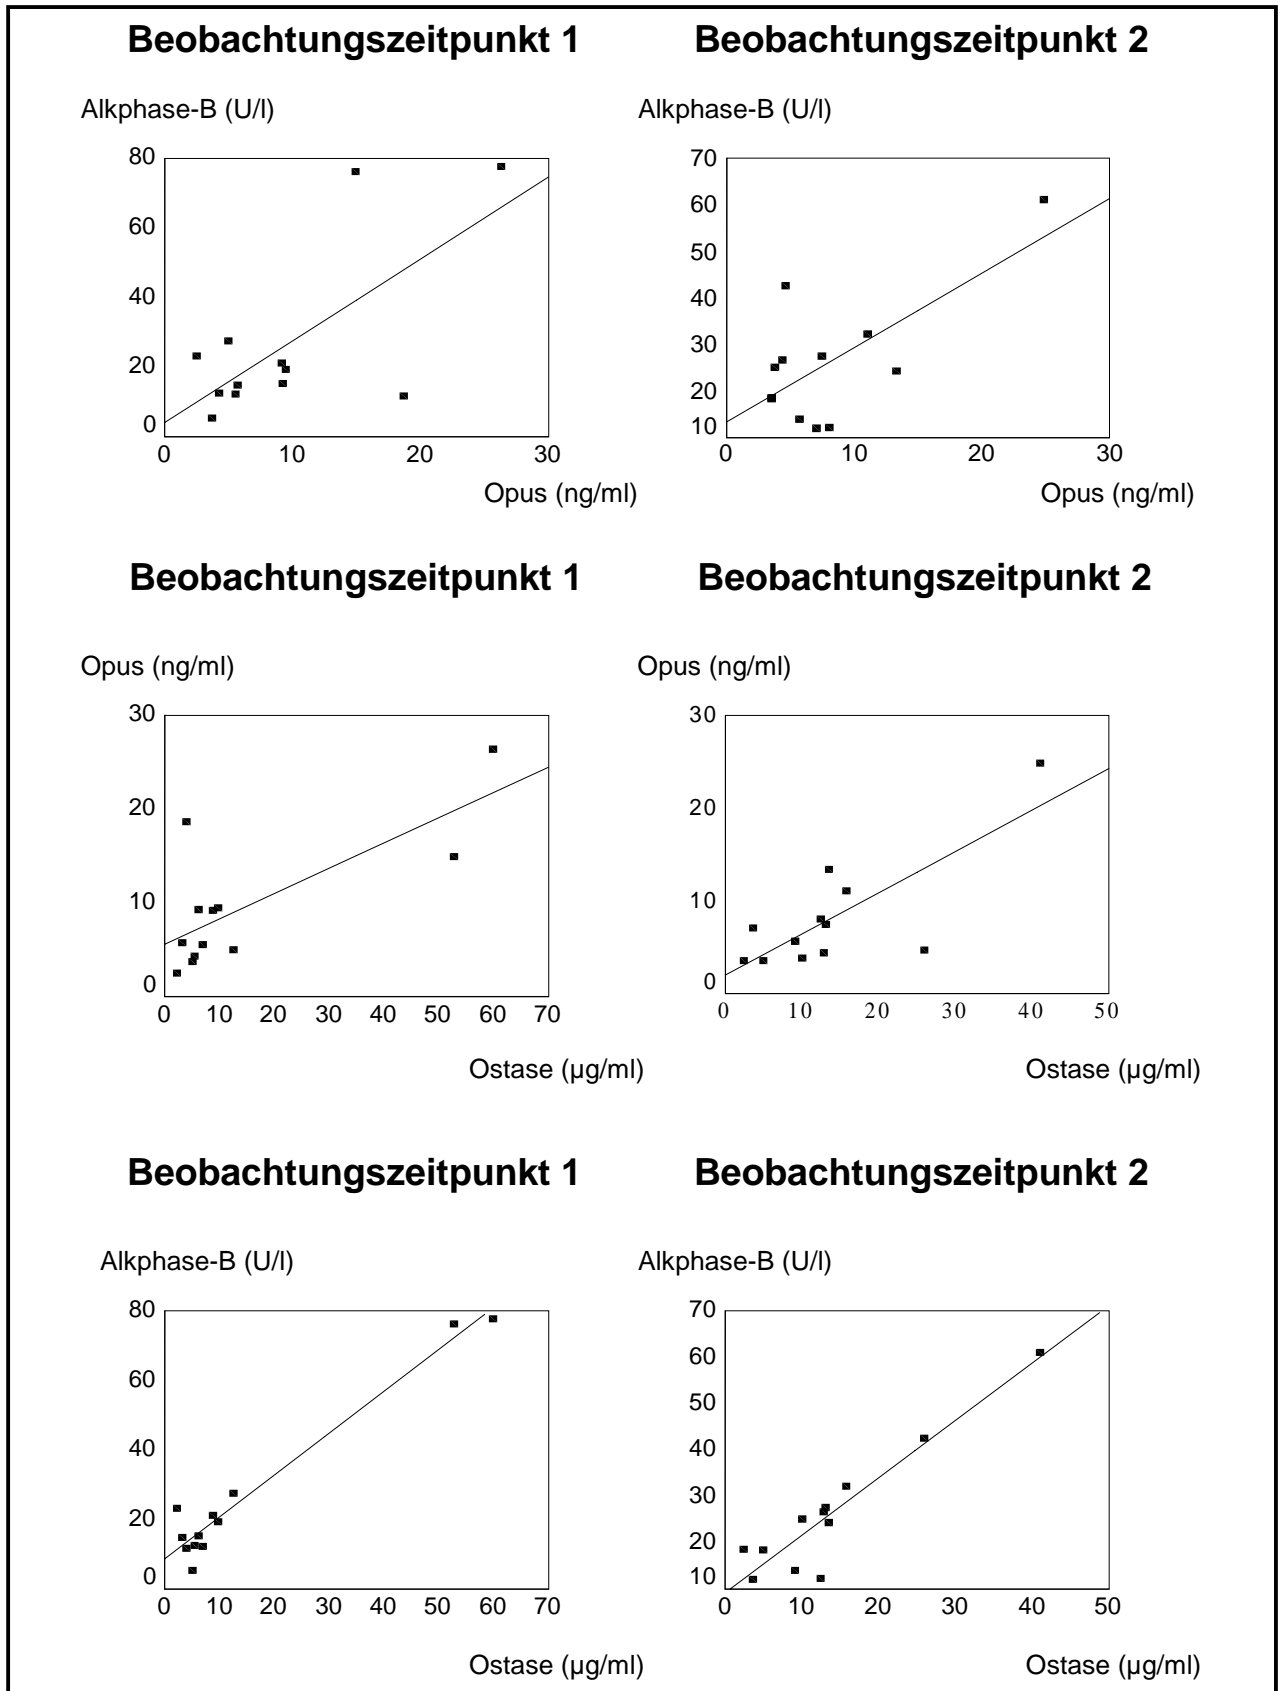 Beobachtungszeitpunkt 1 Beobachtungszeitpunkt 2
Alkphase-B (U/l) Alkphase-B (U/l)
80 70
60 60
50
40 40
30
20 20
0 10
0 10 20 30 0 10 20 30
Opus (ng/ml) Opus (ng/ml)
Beobachtungszeitpunkt 1 Beobachtungszeitpunkt 2
Opus (ng/ml) Opus (ng/ml)
30 30
20 20
10 10
0 0
0 10 20 30 40 50 60 70 0 10 20 30 40 50
Ostase (µg/ml) Ostase (µg/ml)
Beobachtungszeitpunkt 1 Beobachtungszeitpunkt 2
Alkphase-B (U/l) Alkphase-B (U/l)
80 70
60 60
50
40 40
30
20 20
0 10
0 10 20 30 40 50 60 70 0 10 20 30 40 50
Ostase (µg/ml) Ostase (µg/ml)